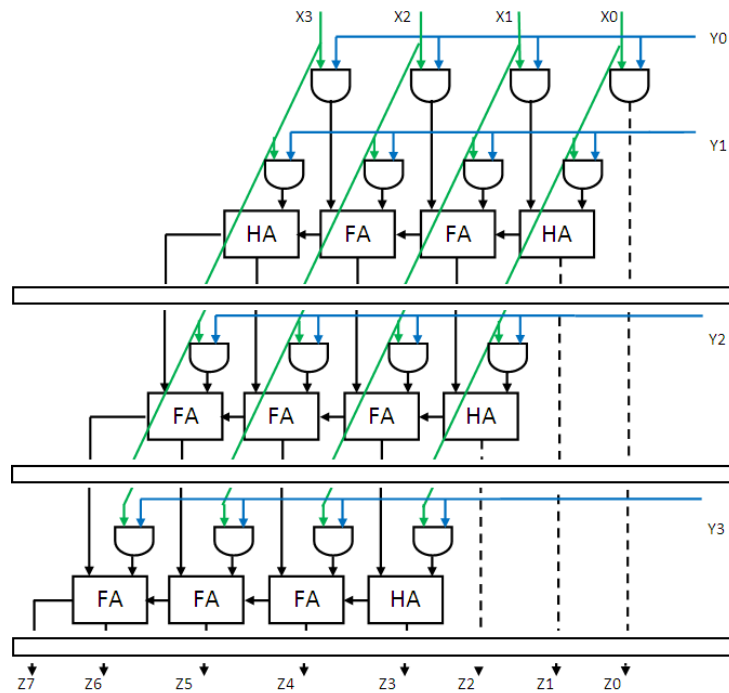 X3 X2 X1 X0
Y0
Y1
HA FA FA HA
Y2
FA FA FA HA
Y3
FA FA FA HA
Z7 Z6 Z5 Z4 Z3 Z2 Z1 Z0